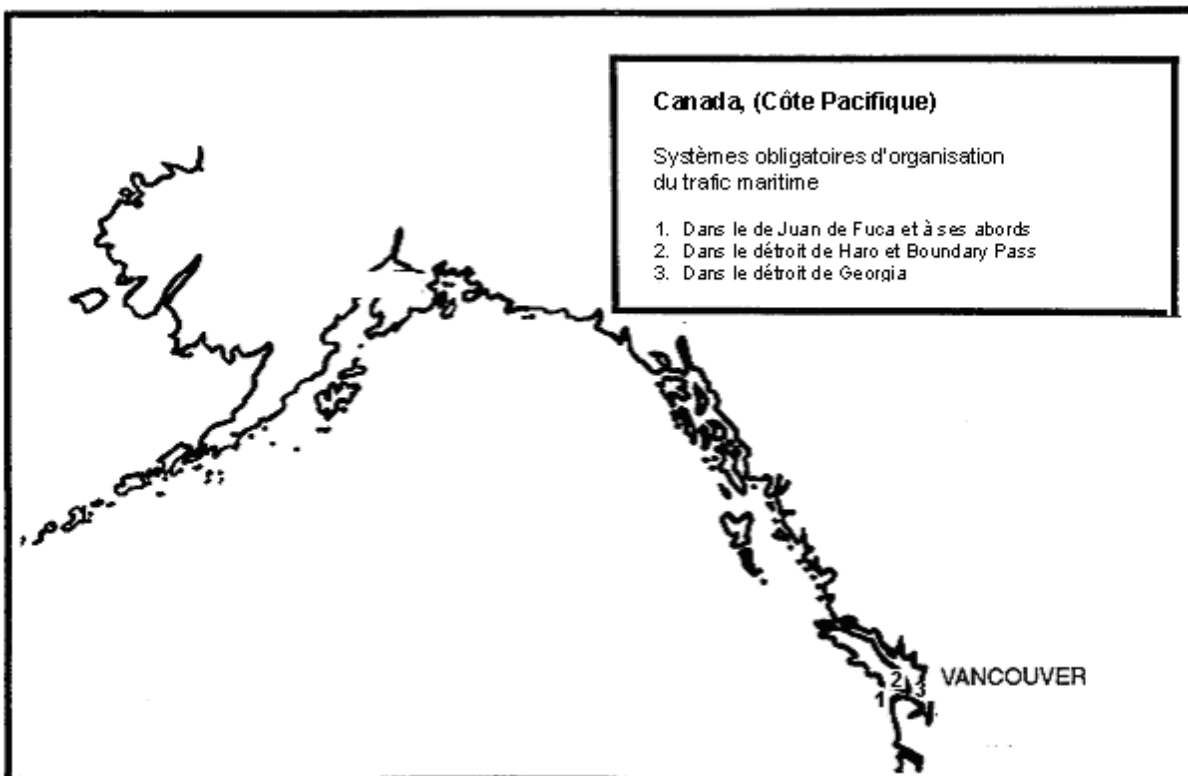 Canada, (Côte Pacifique)
Systèmes obligatoires d'organisation
du trafic maritime
1. Dans le de Juan de Fuca et à ses abords
2. Dans le détroit de Haro et Boundary Pass
3. Dans le détroit de Georgia
2
3
VANCOUVER
1